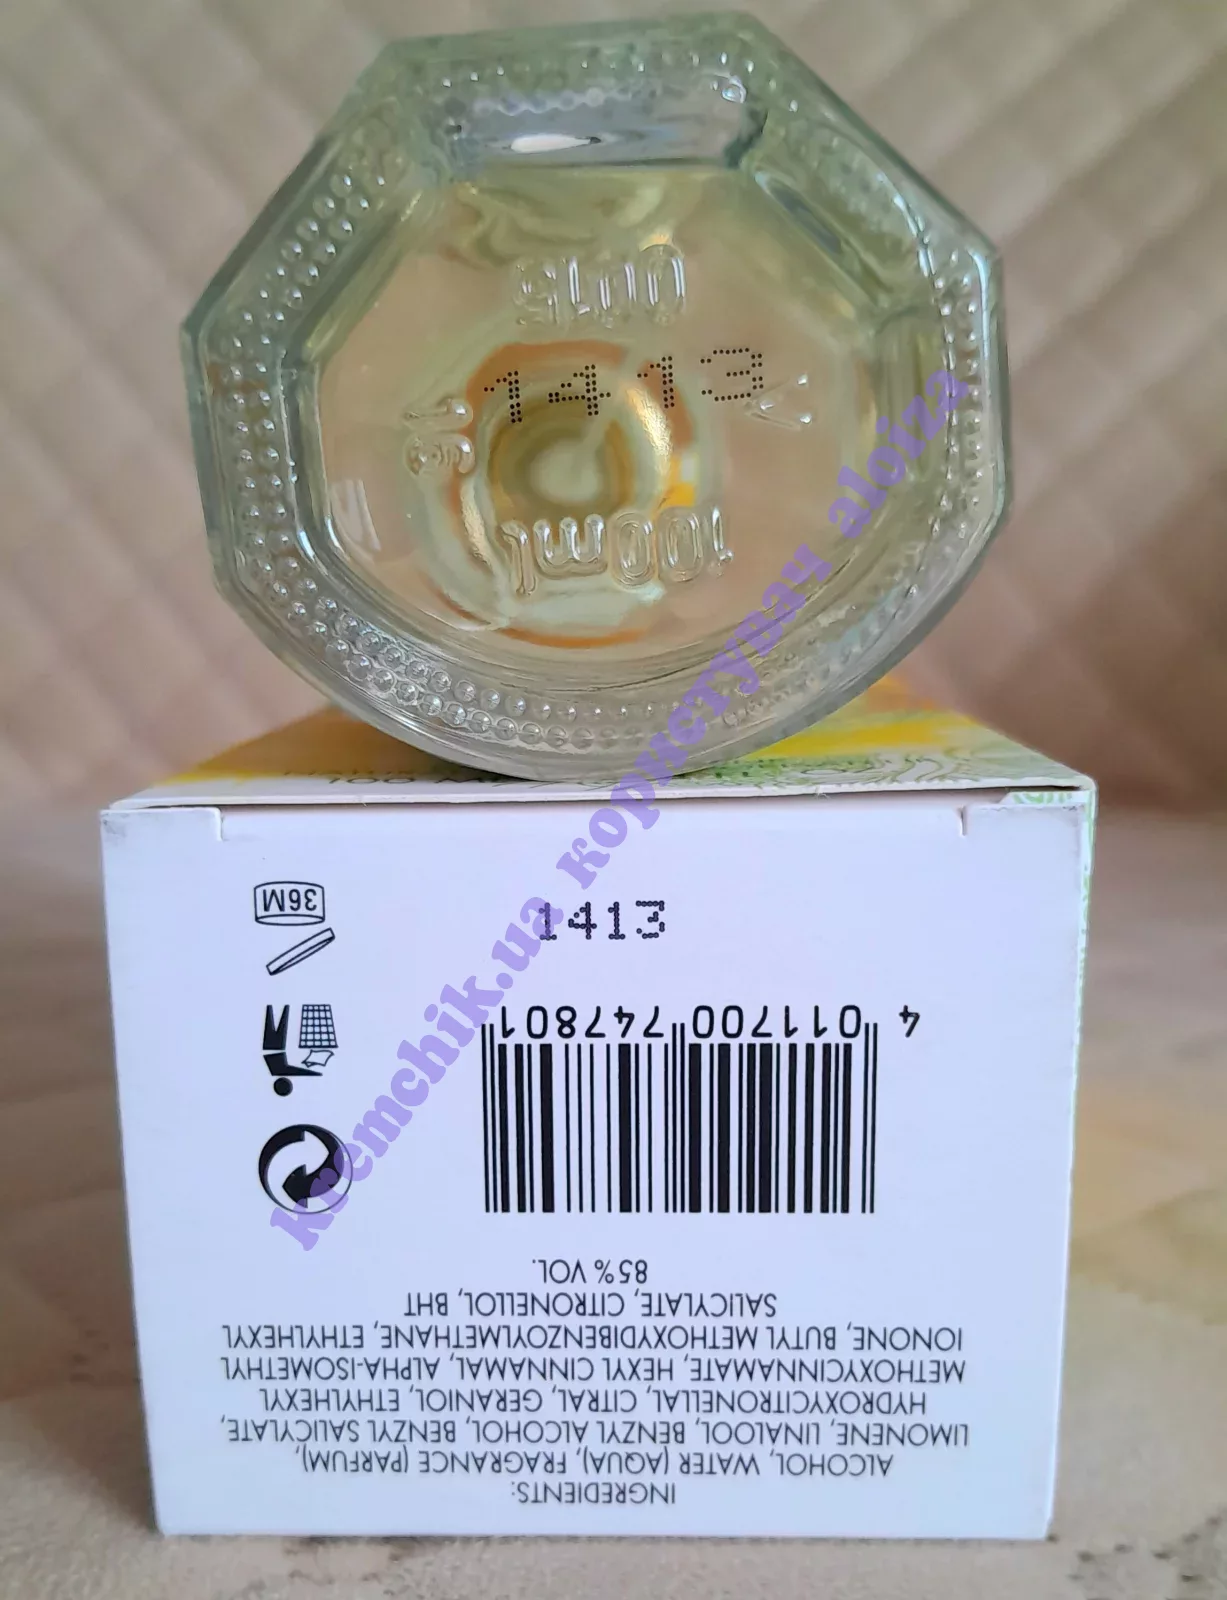 1413
100ml
1413
36M
4 011700 747801
INGREDIENTS:
ALCOHOL, WATER (AQUA), FRAGRANCE (PARFUM),
LIMONENE, LINALOOL, BENZYL ALCOHOL, BENZYL SALICYLATE,
HYDROXYCITRONELLAL, CITRAL, GERANIOL, ETHYLHEXYL
METHOXYCINNAMATE, HEXYL CINNAMAL, ALPHA-ISOMETHYL
IONONE, BUTYL METHOXYDIBENZOYLMETHANE, ETHYLHEXYL
SALICYLATE, CITRONELLOL, BHT
85% VOL.
kremchik.ua користувач aloiza